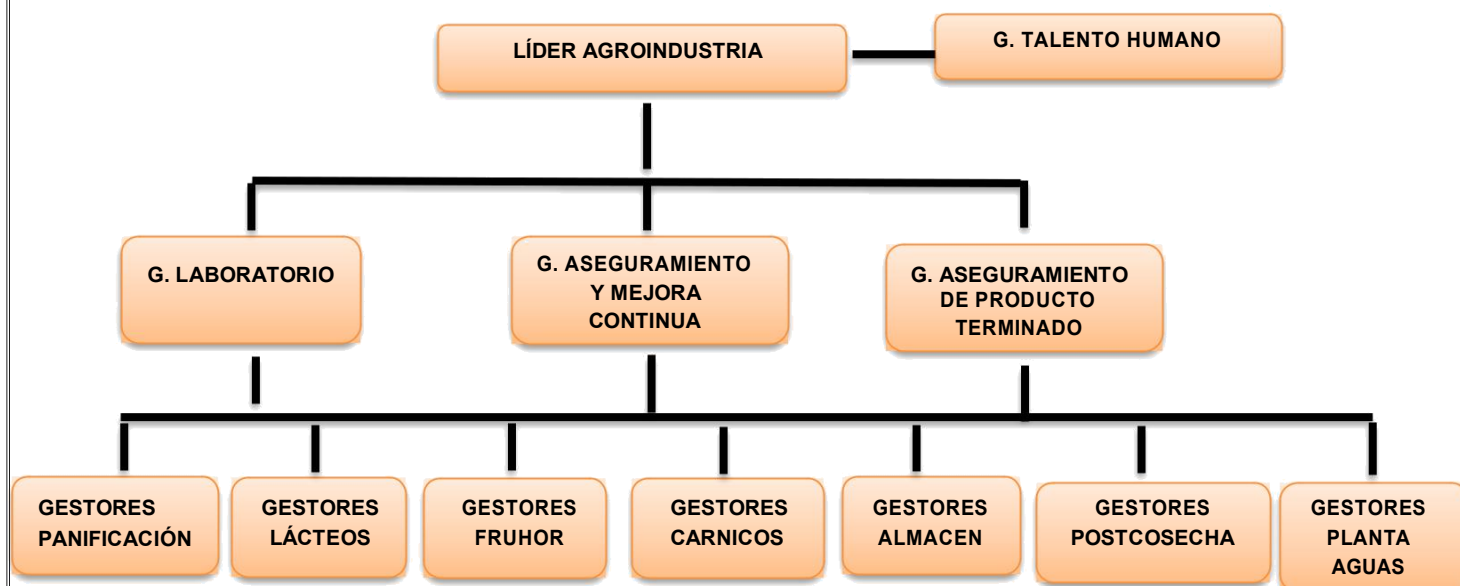 LÍDER AGROINDUSTRIA
G. TALENTO HUMANO
G. LABORATORIO
G. ASEGURAMIENTO
Y MEJORA
CONTINUA
G. ASEGURAMIENTO
DE PRODUCTO
TERMINADO
GESTORES
PANIFICACIÓN
GESTORES
LÁCTEOS
GESTORES
FRUHOR
GESTORES
CARNICOS
GESTORES
ALMACEN
GESTORES
POSTCOSECHA
GESTORES
PLANTA
AGUAS